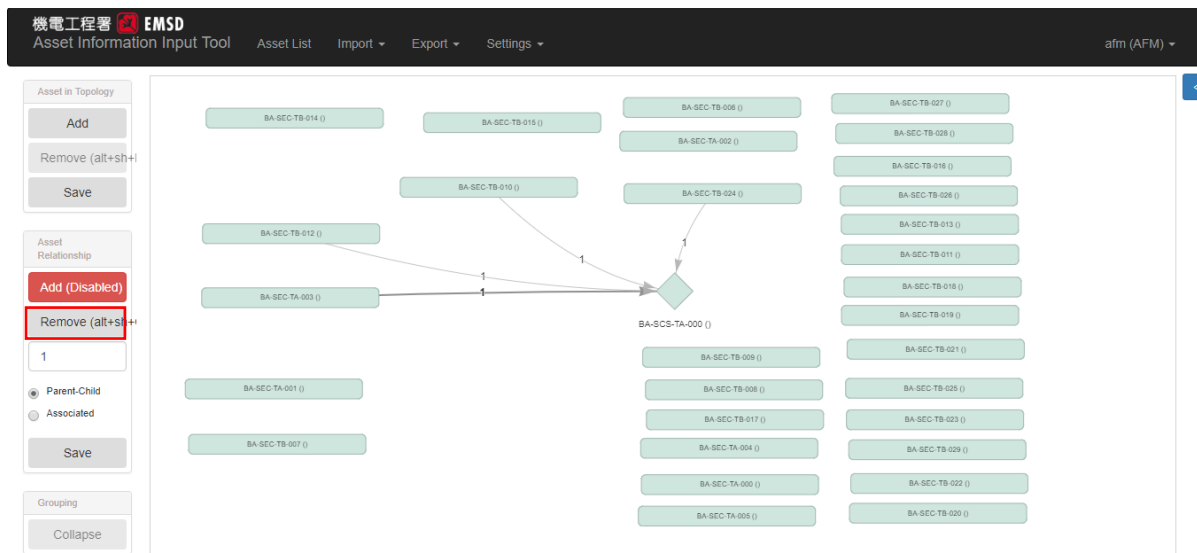 機電工程署 EMSD
Asset Information Input Tool Asset List Import Export Settings afm (AFM)
Asset in Topology
Add
Remove (alt+sh+
Save
Asset
Relationship
Add (Disabled)
Remove (alt+sh+
1
Parent-Child
Associated
Save
Grouping
Collapse
BA-SEC-TB-014 ()
BA-SEC-TB-015 ()
BA-SEC-TB-006 ()
BA-SEC-TA-002 ()
BA-SEC-TB-010 ()
BA-SEC-TB-024 ()
BA-SEC-TB-012 ()
BA-SEC-TA-003 ()
1
1
1
1
BA-SCS-TA-000 ()
BA-SEC-TA-001 ()
BA-SEC-TB-007 ()
BA-SEC-TB-009 ()
BA-SEC-TB-008 ()
BA-SEC-TB-017 ()
BA-SEC-TA-004 ()
BA-SEC-TA-000 ()
BA-SEC-TA-005 ()
BA-SEC-TB-027 ()
BA-SEC-TB-028 ()
BA-SEC-TB-016 ()
BA-SEC-TB-026 ()
BA-SEC-TB-013 ()
BA-SEC-TB-011 ()
BA-SEC-TB-018 ()
BA-SEC-TB-019 ()
BA-SEC-TB-021 ()
BA-SEC-TB-025 ()
BA-SEC-TB-023 ()
BA-SEC-TB-029 ()
BA-SEC-TB-022 ()
BA-SEC-TB-020 ()